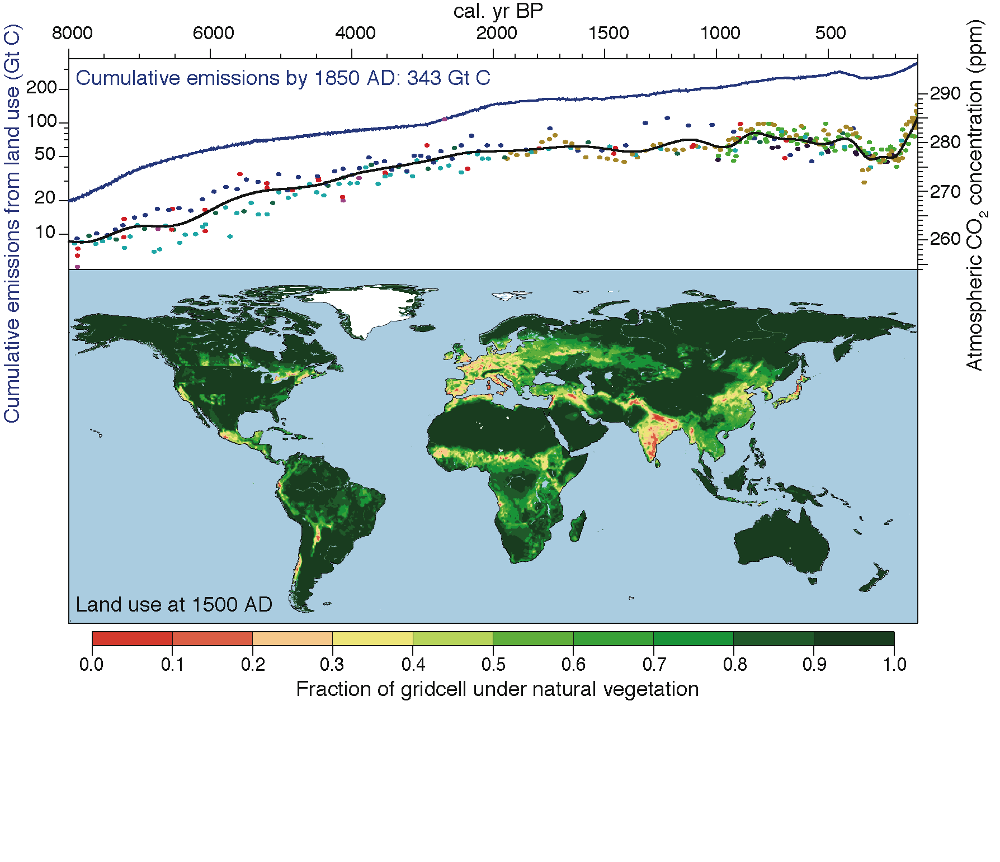 cal. yr BP
8000 6000 4000 2000 1500 1000 500
Cumulative emissions from land use (Gt C)
Cumulative emissions by 1850 AD: 343 Gt C
200
100
50
20
10
290
280
270
260
Atmospheric CO2 concentration (ppm)
Land use at 1500 AD
0.0 0.1 0.2 0.3 0.4 0.5 0.6 0.7 0.8 0.9 1.0
Fraction of gridcell under natural vegetation